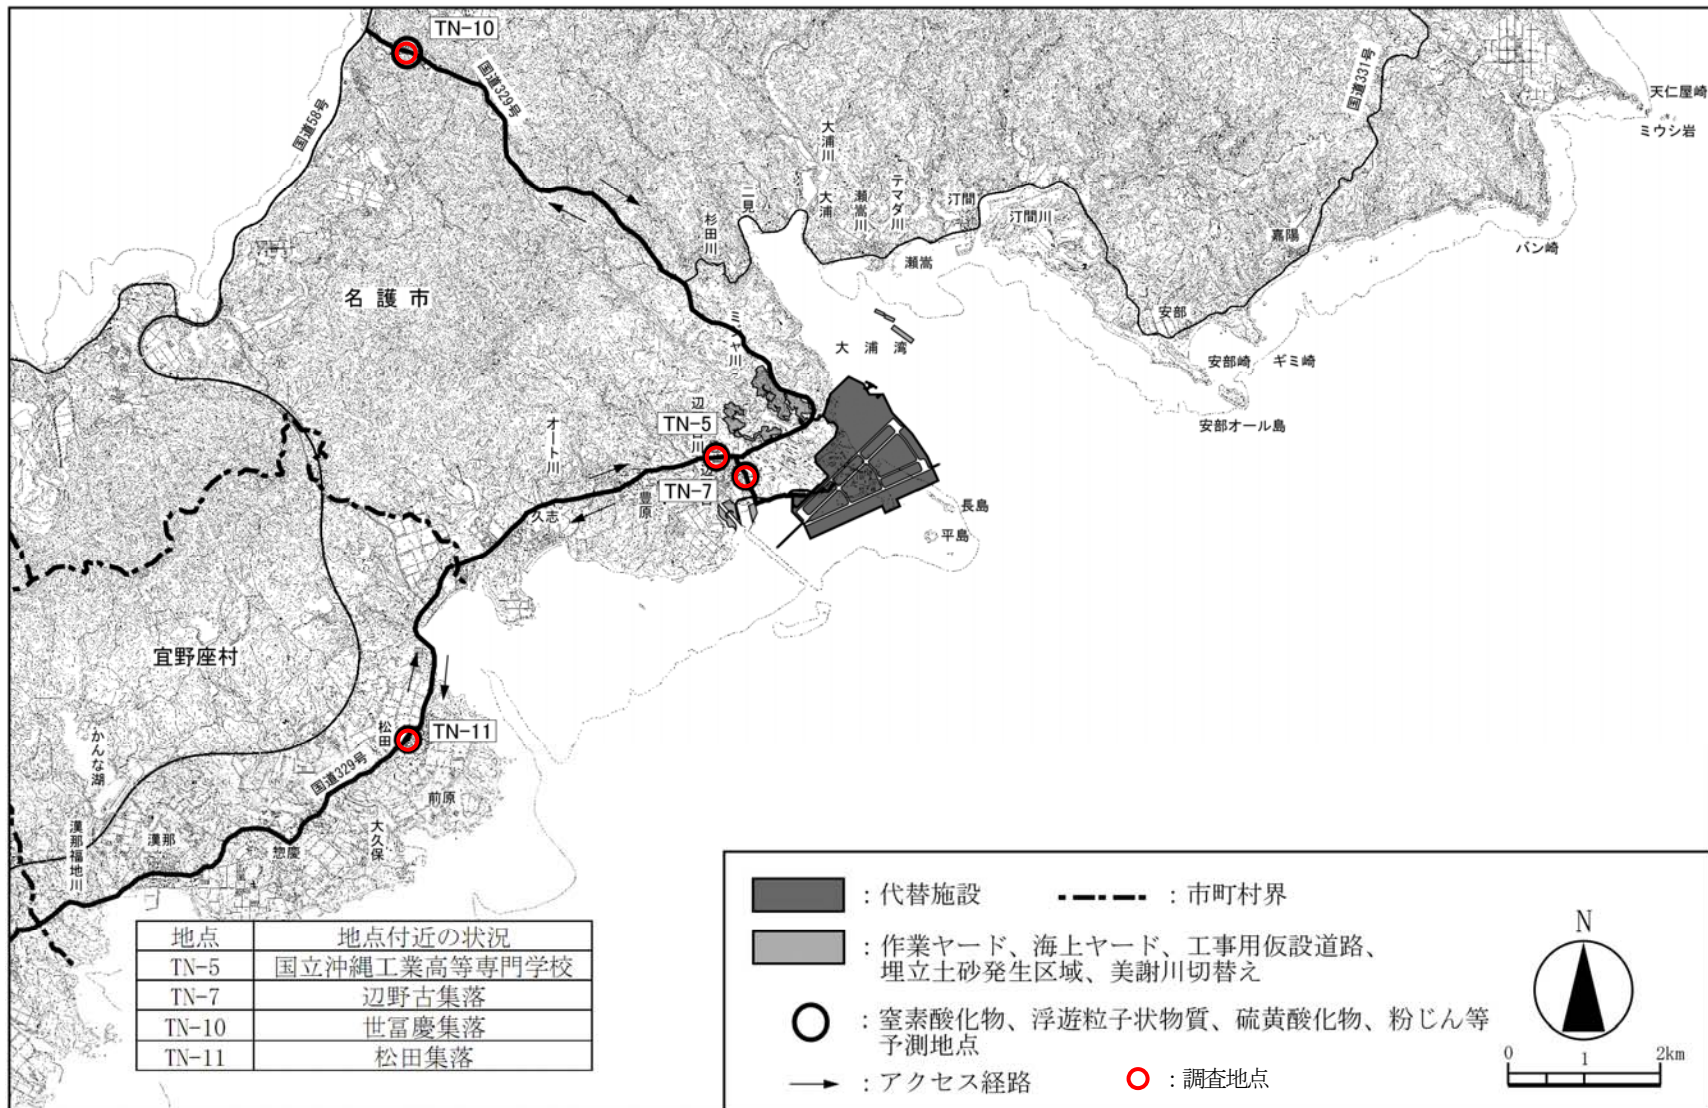 TN-10
国道329号
国道58号
国道331号
天仁屋崎
ミウシ岩
バン崎
大浦川
大浦
瀬嵩川
テマダ川
汀間
汀間川
嘉陽
二見
杉田川
瀬嵩
安部
安部崎
ギミ崎
安部オール島
名護市
大浦湾
TN-5
TN-7
オート川
豊原
久志
長島
平島
宜野座村
かんな湖
松田
TN-11
国道329号
前原
大久保
惣慶
漢那
漢那福地川
地点 地点付近の状況
TN-5 国立沖縄工業高等専門学校
TN-7 辺野古集落
TN-10 世冨慶集落
TN-11 松田集落
：代替施設
：市町村界
：作業ヤード、海上ヤード、工事用仮設道路、
埋立土砂発生区域、美謝川切替え
：窒素酸化物、浮遊粒子状物質、硫黄酸化物、粉じん等
予測地点
：アクセス経路
：調査地点
N
0 1 2km